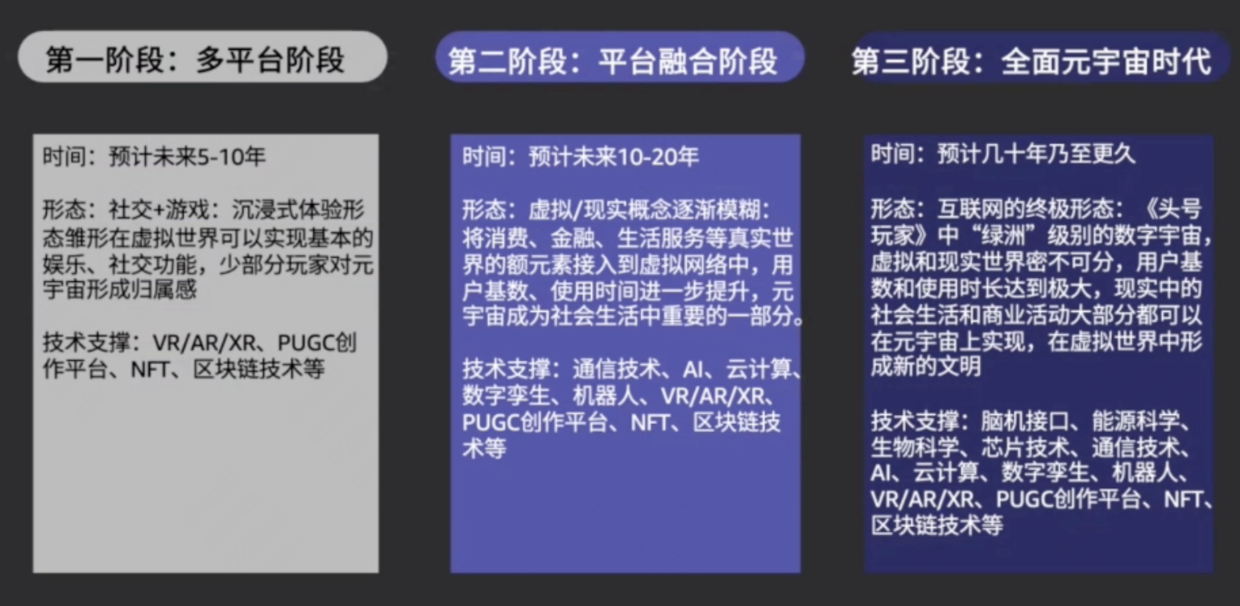 第一阶段：多平台阶段
时间：预计未来5-10年
形态：社交+游戏：沉浸式体验形
态雏形在虚拟世界可以实现基本的
娱乐、社交功能，少部分玩家对元
宇宙形成归属感
技术支撑：VR/AR/XR、PUGC创
作平台、NFT、区块链技术等
第二阶段：平台融合阶段
时间：预计未来10-20年
形态：虚拟/现实概念逐渐模糊：
将消费、金融、生活服务等真实世
界的额元素接入到虚拟网络中，用
户基数、使用时间进一步提升，元
宇宙成为社会生活中重要的一部分。
技术支撑：通信技术、AI、云计算、
数字孪生、机器人、VR/AR/XR、
PUGC创作平台、NFT、区块链技
术等
第三阶段：全面元宇宙时代
时间：预计几十年乃至更久
形态：互联网的终极形态：《头号
玩家》中“绿洲”级别的数字宇宙，
虚拟和现实世界密不可分，用户基
数和使用时长达到极大，现实中的
社会生活和商业活动大部分都可以
在元宇宙上实现，在虚拟世界中形
成新的文明
技术支撑：脑机接口、能源科学、
生物科学、芯片技术、通信技术、
AI、云计算、数字孪生、机器人、
VR/AR/XR、PUGC创作平台、NFT、
区块链技术等